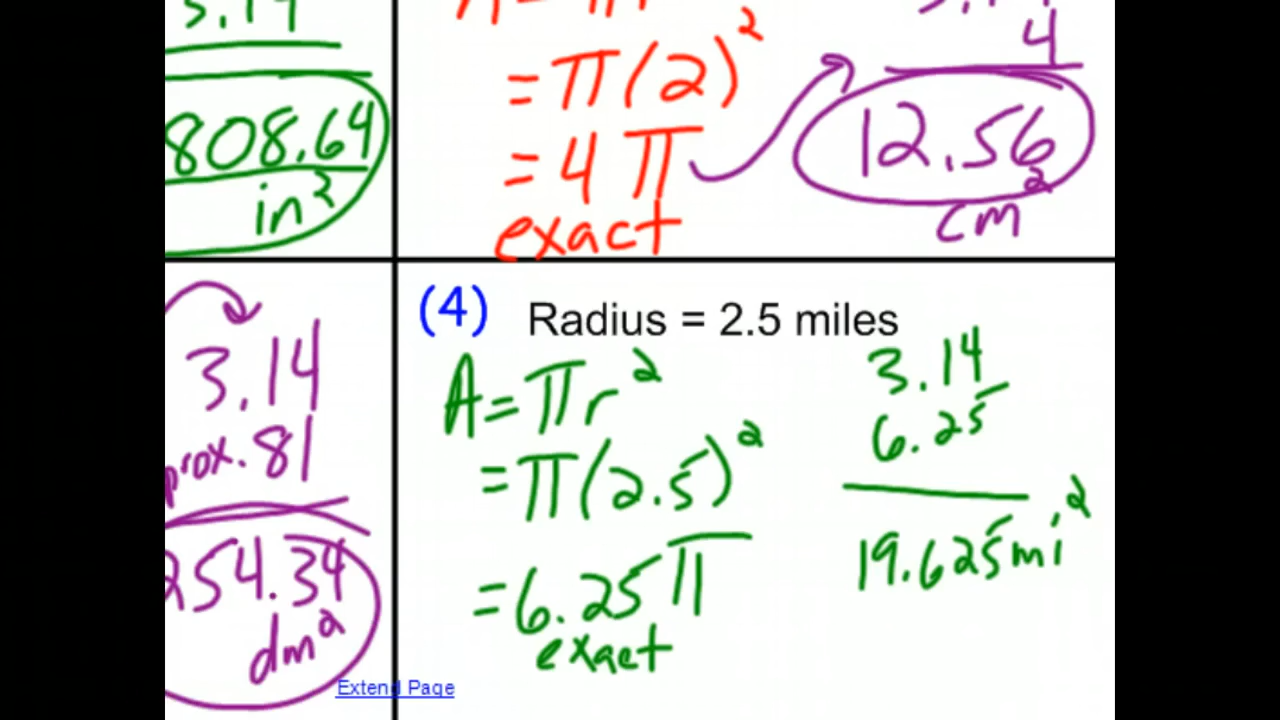 3.14
808.64
in²
= π(2)²
= 4π
exact
4
12.56
cm²
3.14
prox. 81
254.34
dm²
(4) Radius = 2.5 miles
A = πr²
= π(2.5)²
= 6.25π
exact
3.14
6.25
19.625 mi²
Extend Page